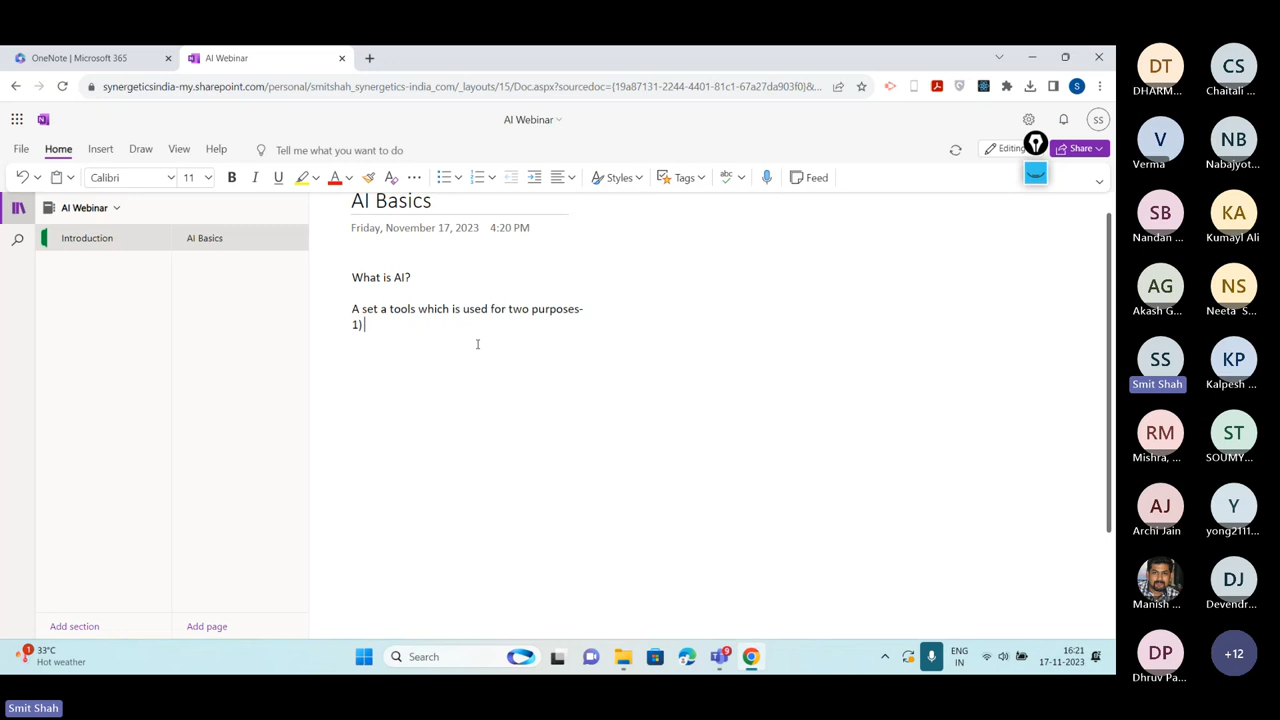 OneNote | Microsoft 365
AI Webinar
synergeticsindia-my.sharepoint.com/personal/smitshah_synergetics-india_com/_layouts/15/Doc.aspx?sourcedoc={19a87131-2244-4401-81c1-67a27da903f0}&...
S
AI Webinar
SS
File Home Insert Draw View Help Tell me what you want to do
Editing
Share
Calibri 11 B I U A A Styles Tags abc Feed
AI Webinar
Introduction AI Basics
AI Basics
Friday, November 17, 2023 4:20 PM
What is AI?
A set a tools which is used for two purposes-
1)
Add section Add page
1 33°C
Hot weather
Search
9
ENG
IN
16:21
17-11-2023
DT CS
DHARM... Chaitali ...
V NB
Verma Nabajyot...
SB KA
Nandan ... Kumayl Ali
AG NS
Akash G... Neeta S...
SS KP
Smit Shah Kalpesh ...
RM ST
Mishra, ... SOUMY...
AJ Y
Archi Jain yong2111...
DJ
Manish ... Devendr...
DP +12
Dhruv Pa...
Smit Shah